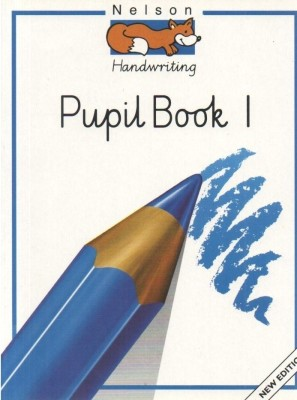 Nelson
Handwriting
Pupil Book 1
NEW EDITION